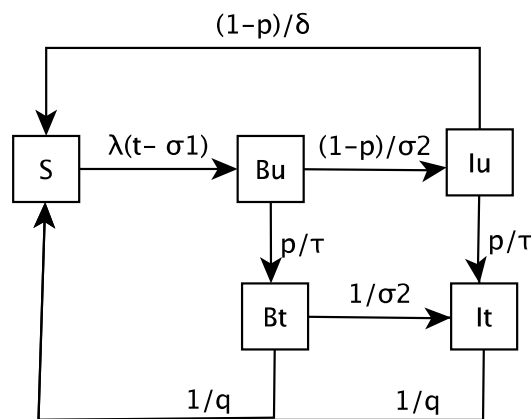 (1-p)/δ
λ(t- σ1)
(1-p)/σ2
S
Bu
Iu
p/τ
p/τ
1/σ2
Bt
It
1/q
1/q